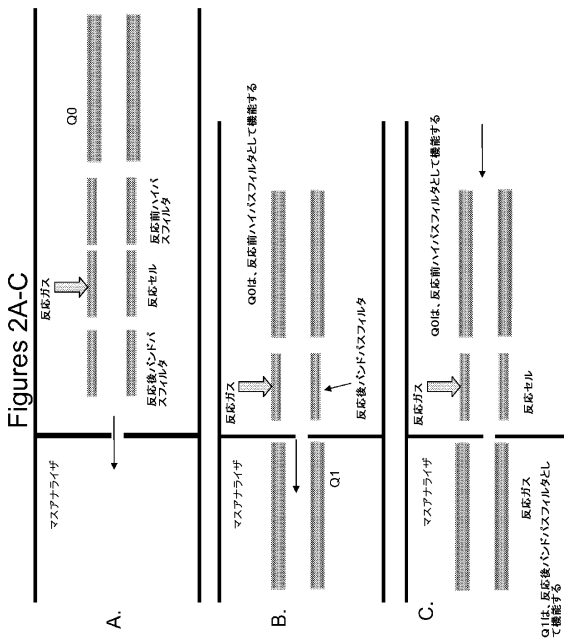 Figures 2A-C
A.
マスアナライザ
反応ガス
Q0
反応後バンドパ
スフィルタ
反応セル
反応前ハイパ
スフィルタ
B.
マスアナライザ
反応ガス
Q0は、反応前ハイパスフィルタとして機能する
Q1
反応後バンドパスフィルタ
C.
マスアナライザ
反応ガス
Q0は、反応前ハイパスフィルタとして機能する
反応ガス
反応セル
Q1は、反応後バンドパスフィルタとし
て機能する